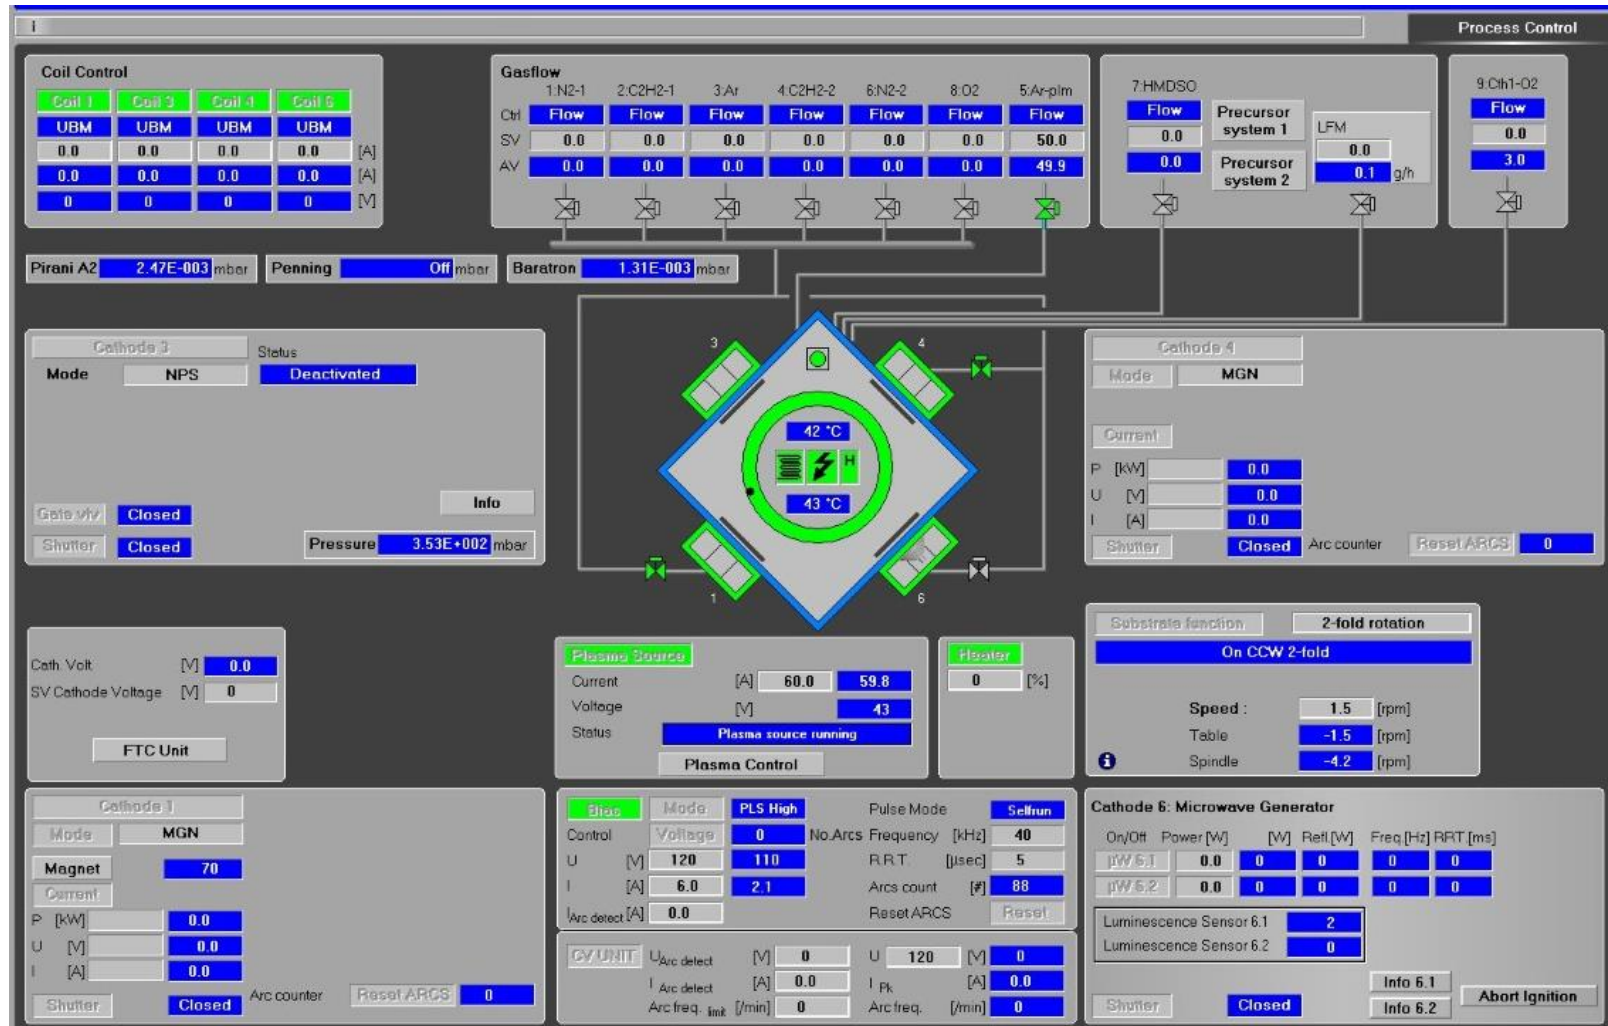 i
Process Control
Coil Control
Coil 1 Coil 3 Coil 4 Coil 6
UBM UBM UBM UBM
0.0 0.0 0.0 0.0 [A]
0.0 0.0 0.0 0.0 [A]
0 0 0 0 [V]
Gasflow
1:N2-1 2:C2H2-1 3:Ar 4:C2H2-2 6:N2-2 8:O2 5:Ar-plm
Ctrl Flow Flow Flow Flow Flow Flow Flow
SV 0.0 0.0 0.0 0.0 0.0 0.0 50.0
AV 0.0 0.0 0.0 0.0 0.0 0.0 49.9
7:HMDSO
Flow
0.0
0.0
Precursor
system 1
Precursor
system 2
LFM
0.0
0.1 g/h
9:Cth1-O2
Flow
0.0
3.0
Pirani A2 2.47E-003 mbar
Penning Off mbar
Baratron 1.31E-003 mbar
Cathode 3
Status
Mode NPS Deactivated
Info
Gate vlv Closed
Shutter Closed
Pressure 3.53E+002 mbar
3
4
42 °C
H
43 °C
1
6
Cathode 4
Mode MGN
Current
P [kW] 0.0
U [V] 0.0
I [A] 0.0
Shutter Closed Arc counter Reset ARCS 0
Cath. Volt [V] 0.0
SV Cathode Voltage [V] 0
FTC Unit
Plasma Source
Current [A] 60.0 59.8
Voltage [V] 43
Status Plasma source running
Plasma Control
Heater
0 [%]
Substrate function 2-fold rotation
On CCW 2-fold
Speed : 1.5 [rpm]
Table -1.5 [rpm]
i Spindle -4.2 [rpm]
Cathode 1
Mode MGN
Magnet 70
Current
P [kW] 0.0
U [V] 0.0
I [A] 0.0
Shutter Closed Arc counter Reset ARCS 0
Bias Mode PLS High Pulse Mode Selfrun
Control Voltage 0 No.Arcs Frequency [kHz] 40
U [V] 120 110 R.R.T. [µsec] 5
I [A] 6.0 2.1 Arcs count [#] 88
IArc detect [A] 0.0 Reset ARCS Reset
CV UNIT UArc detect [V] 0 U 120 [V] 0
I Arc detect [A] 0.0 I Pk [A] 0.0
Arc freq. limit [/min] 0 Arc freq. [/min] 0
Cathode 6: Microwave Generator
On/Off Power [W] [W] Refl.[W] Freq.[Hz] RRT.[ms]
µW 6.1 0.0 0 0 0 0
µW 6.2 0.0 0 0 0 0
Luminescence Sensor 6.1 2
Luminescence Sensor 6.2 0
Shutter Closed
Info 6.1
Info 6.2
Abort Ignition